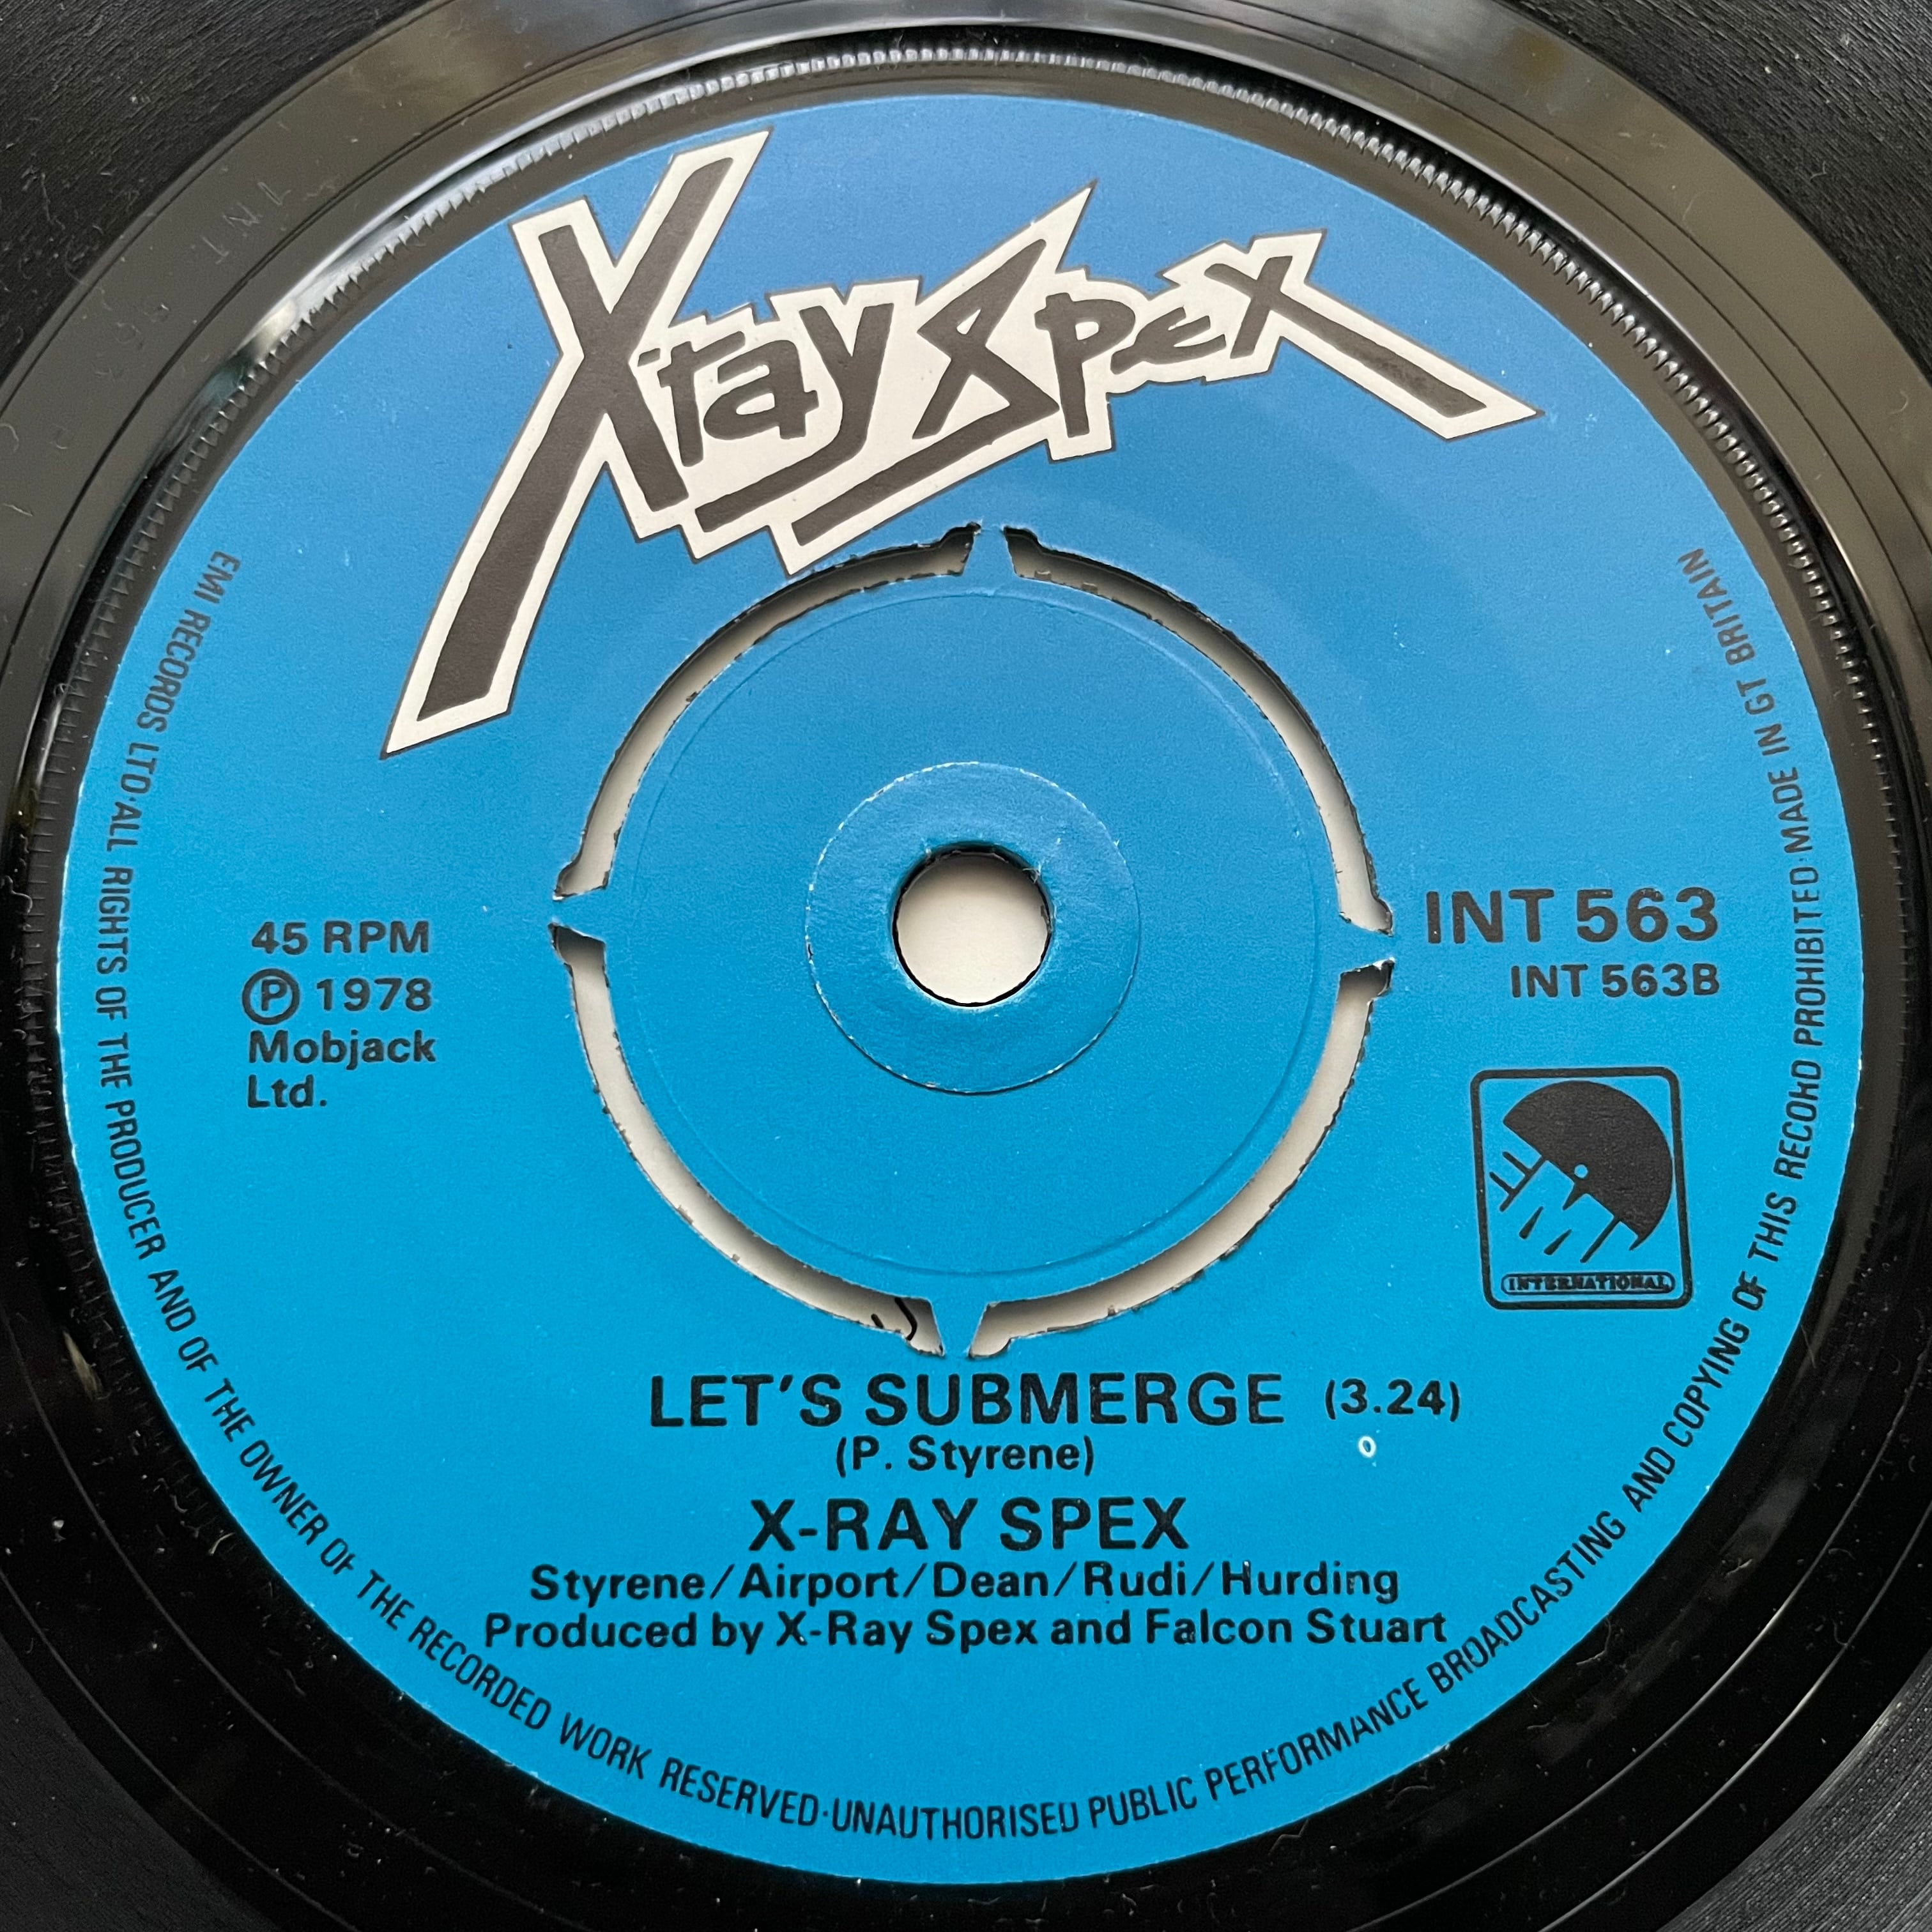 X-ray Spex
45 RPM
Ⓟ 1978
Mobjack
Ltd.
INT 563
INT 563B
EMI
INTERNATIONAL
LET'S SUBMERGE (3.24)
(P. Styrene)
X-RAY SPEX
Styrene/Airport/Dean/Rudi/Hurding
Produced by X-Ray Spex and Falcon Stuart
EMI RECORDS LTD·ALL RIGHTS OF THE PRODUCER AND OF THE OWNER OF THE RECORDED WORK RESERVED·UNAUTHORISED PUBLIC PERFORMANCE BROADCASTING AND COPYING OF THIS RECORD PROHIBITED·MADE IN GT BRITAIN